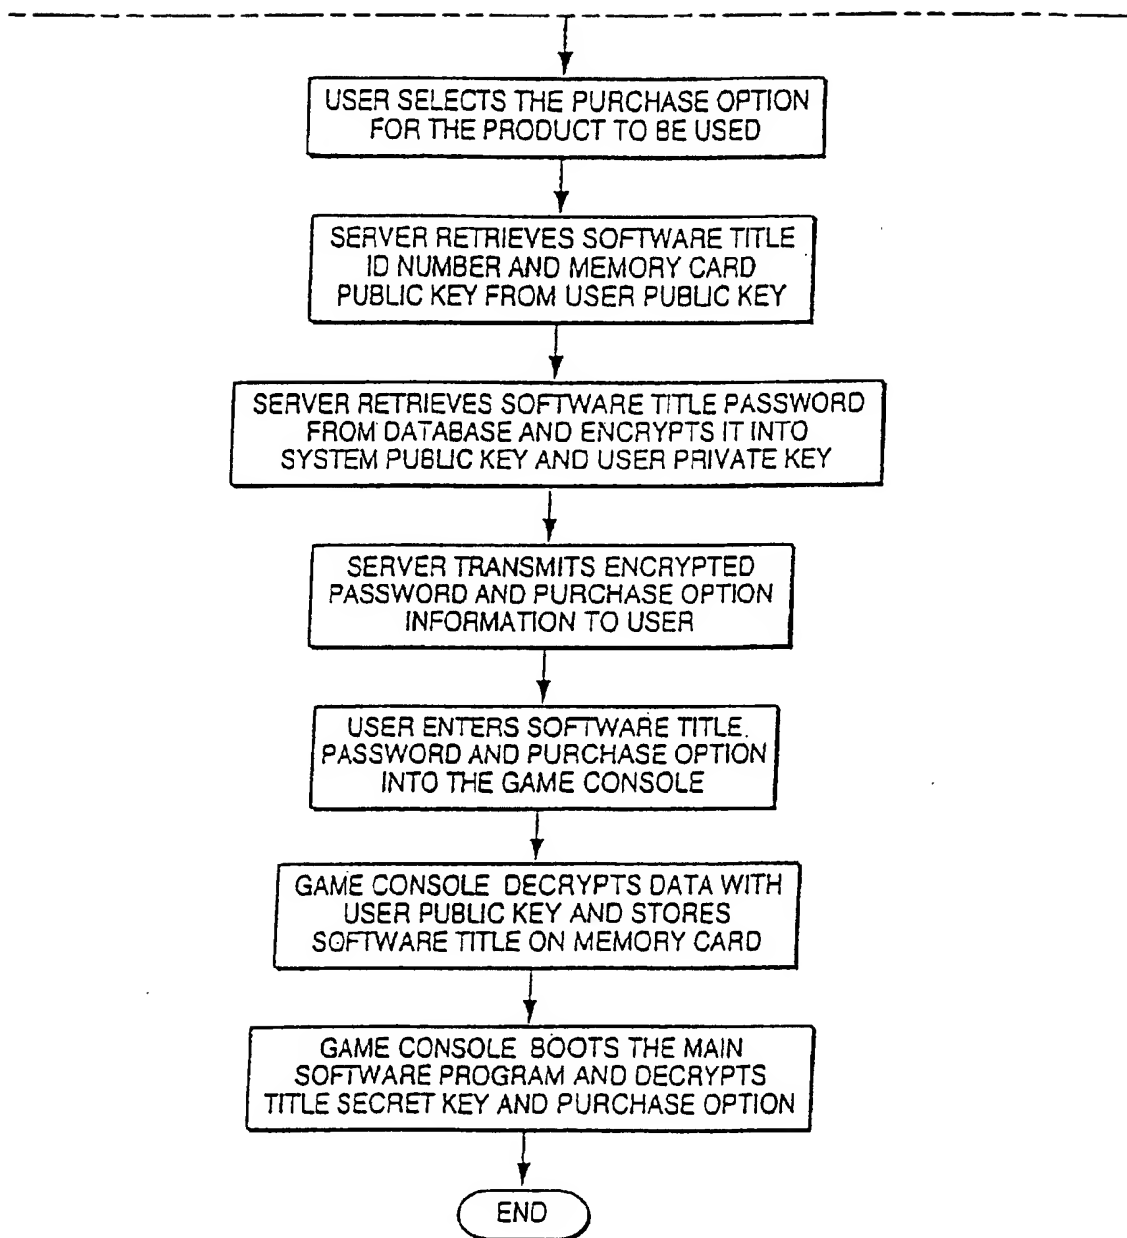 USER SELECTS THE PURCHASE OPTION
FOR THE PRODUCT TO BE USED
SERVER RETRIEVES SOFTWARE TITLE
ID NUMBER AND MEMORY CARD
PUBLIC KEY FROM USER PUBLIC KEY
SERVER RETRIEVES SOFTWARE TITLE PASSWORD
FROM DATABASE AND ENCRYPTS IT INTO
SYSTEM PUBLIC KEY AND USER PRIVATE KEY
SERVER TRANSMITS ENCRYPTED
PASSWORD AND PURCHASE OPTION
INFORMATION TO USER
USER ENTERS SOFTWARE TITLE.
PASSWORD AND PURCHASE OPTION
INTO THE GAME CONSOLE
GAME CONSOLE DECRYPTS DATA WITH
USER PUBLIC KEY AND STORES
SOFTWARE TITLE ON MEMORY CARD
GAME CONSOLE BOOTS THE MAIN
SOFTWARE PROGRAM AND DECRYPTS
TITLE SECRET KEY AND PURCHASE OPTION
END